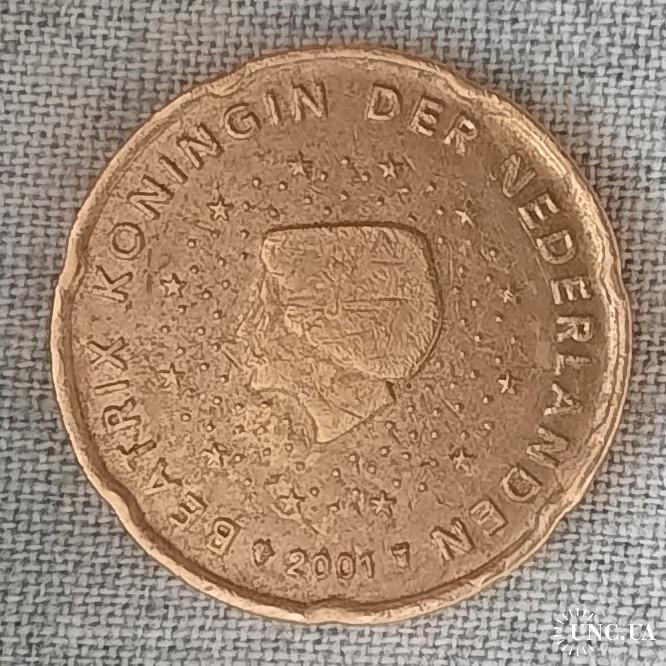 BEATRIX KONINGIN DER NEDERLANDEN
2001
UNC.UA